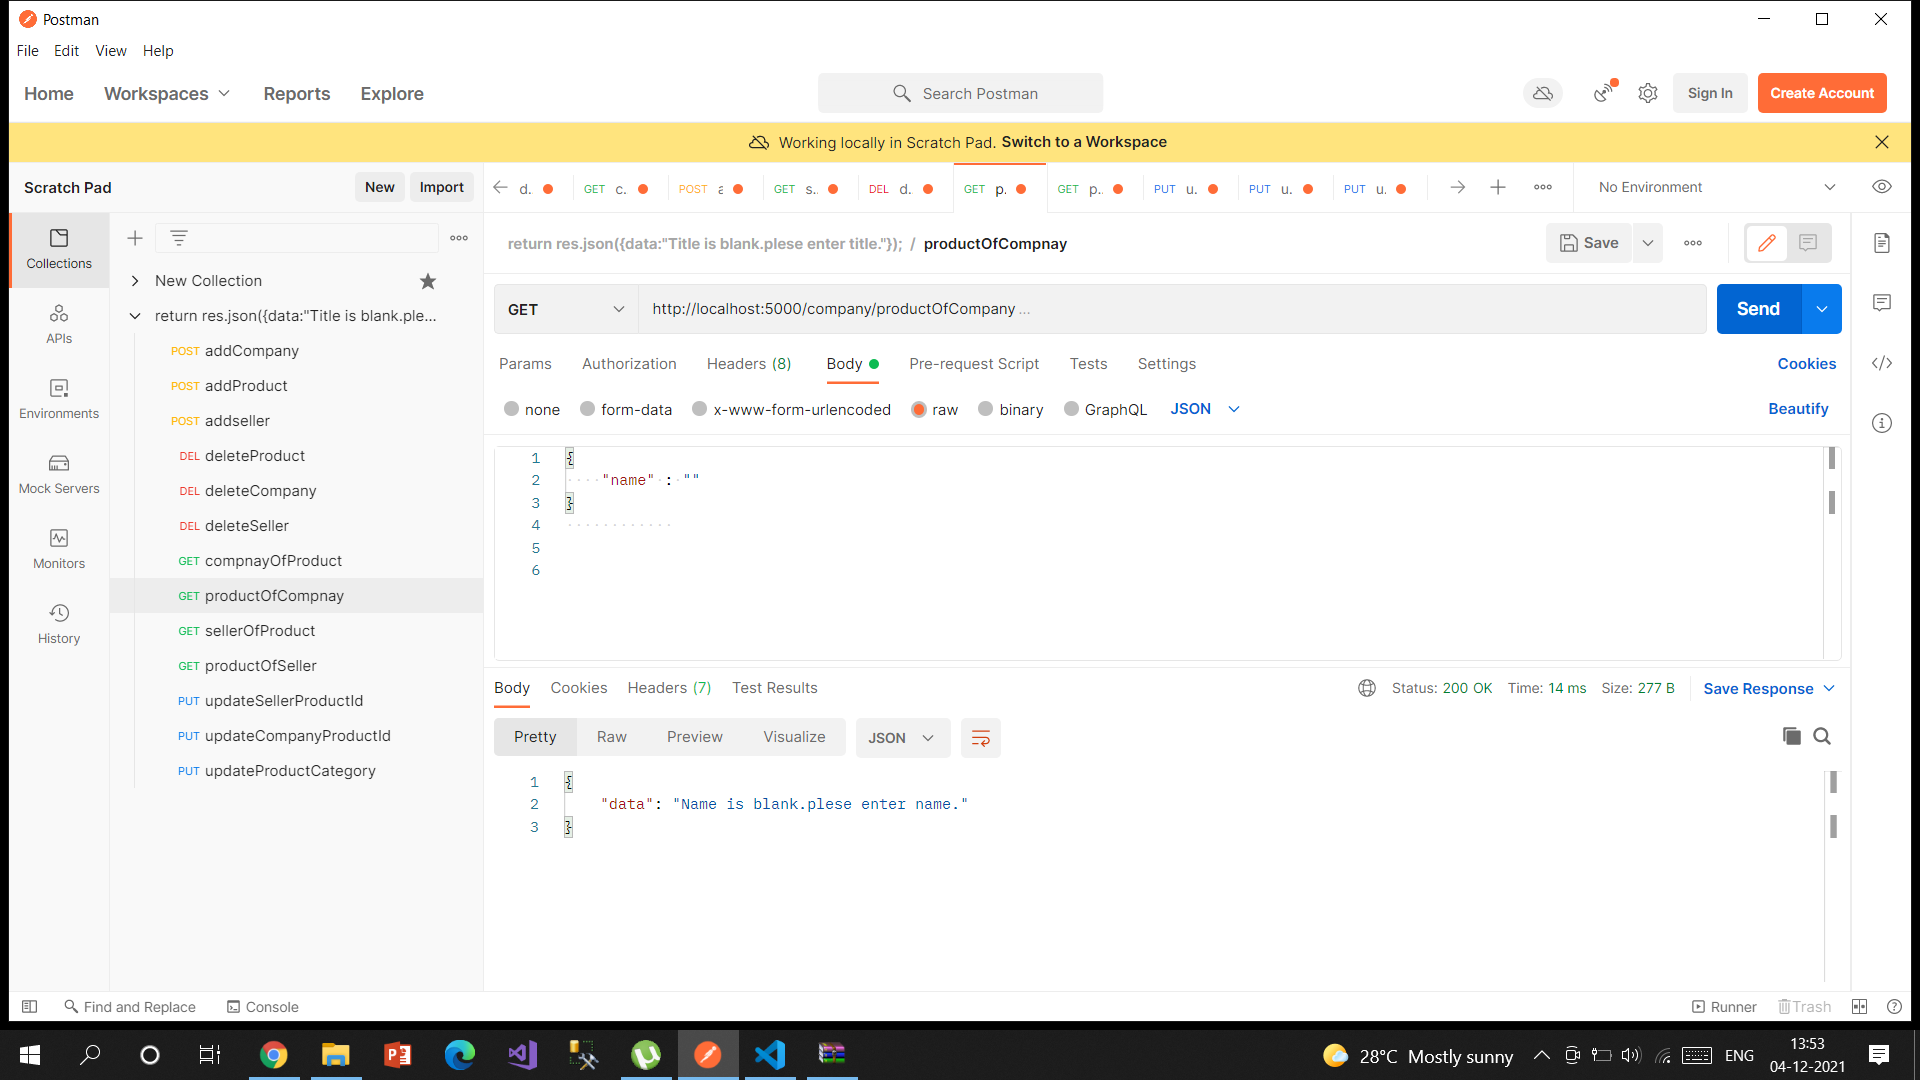 Postman
File Edit View Help
Home Workspaces Reports Explore Search Postman Sign In Create Account
Working locally in Scratch Pad. Switch to a Workspace
Scratch Pad New Import d. GET c. POST a GET s. DEL d. GET p. GET p. PUT u. PUT u. PUT u. No Environment
Collections
APIs
Environments
Mock Servers
Monitors
History
New Collection
return res.json({data:"Title is blank.ple...
POST addCompany
POST addProduct
POST addseller
DEL deleteProduct
DEL deleteCompany
DEL deleteSeller
GET compnayOfProduct
GET productOfCompnay
GET sellerOfProduct
GET productOfSeller
PUT updateSellerProductId
PUT updateCompanyProductId
PUT updateProductCategory
return res.json({data:"Title is blank.plese enter title."}); / productOfCompnay Save
GET http://localhost:5000/company/productOfCompany ... Send
Params Authorization Headers (8) Body Pre-request Script Tests Settings Cookies
none form-data x-www-form-urlencoded raw binary GraphQL JSON Beautify
1 {
2 "name" : ""
3 }
4
5
6
Body Cookies Headers (7) Test Results Status: 200 OK Time: 14 ms Size: 277 B Save Response
Pretty Raw Preview Visualize JSON
1 {
2 "data": "Name is blank.plese enter name."
3 }
Find and Replace Console Runner Trash
28°C Mostly sunny ENG 13:53
04-12-2021